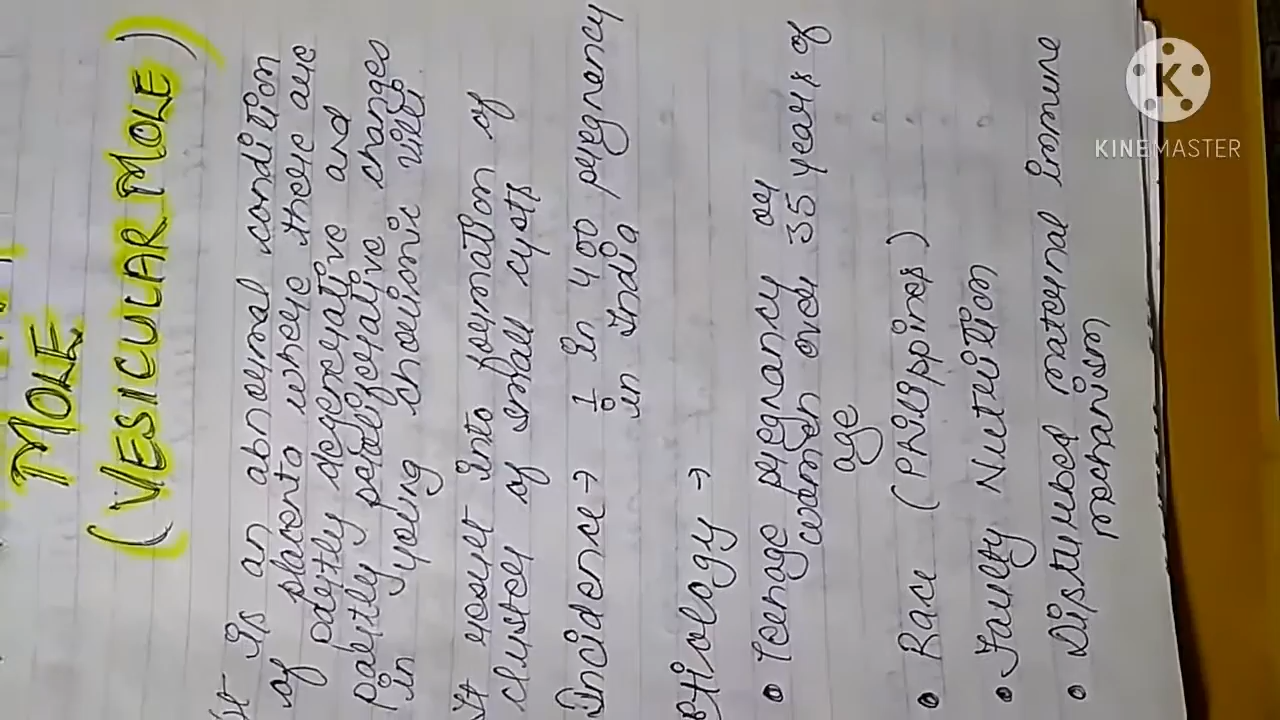 MOLE
(VESICULAR MOLE)
It is an abnormal condition
of placenta where there are
partly degenerative and
partly proliferative changes
in young chorionic villi.
It result into formation of
cluster of small cysts
Incidence → 1 in 400 pregnancy
in India
Etiology →
• Teenage pregnancy or
women over 35 years of
age
• Race (Philippines)
• Faulty Nutrition
• Disturbed maternal immune
mechanism
K
KINEMASTER